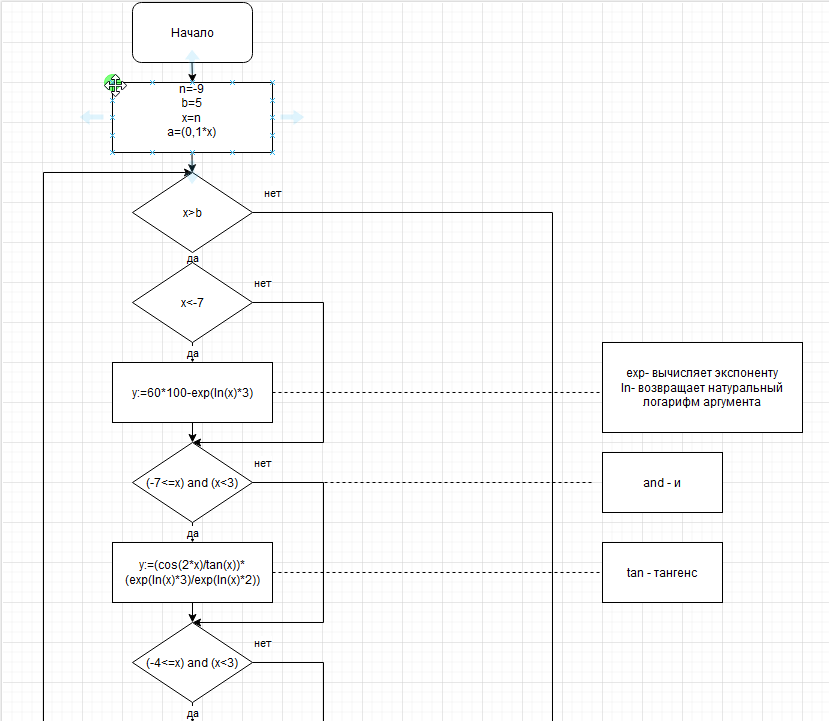 Начало
n=-9
b=5
x=n
a=(0,1*x)
нет
x>b
да
нет
x<-7
да
y:=60*100-exp(ln(x)*3)
exp- вычисляет экспоненту
ln- возвращает натуральный
логарифм аргумента
нет
(-7<=x) and (x<3)
and - и
да
y:=(cos(2*x)/tan(x))*
(exp(ln(x)*3)/exp(ln(x)*2))
tan - тангенс
нет
(-4<=x) and (x<3)
да